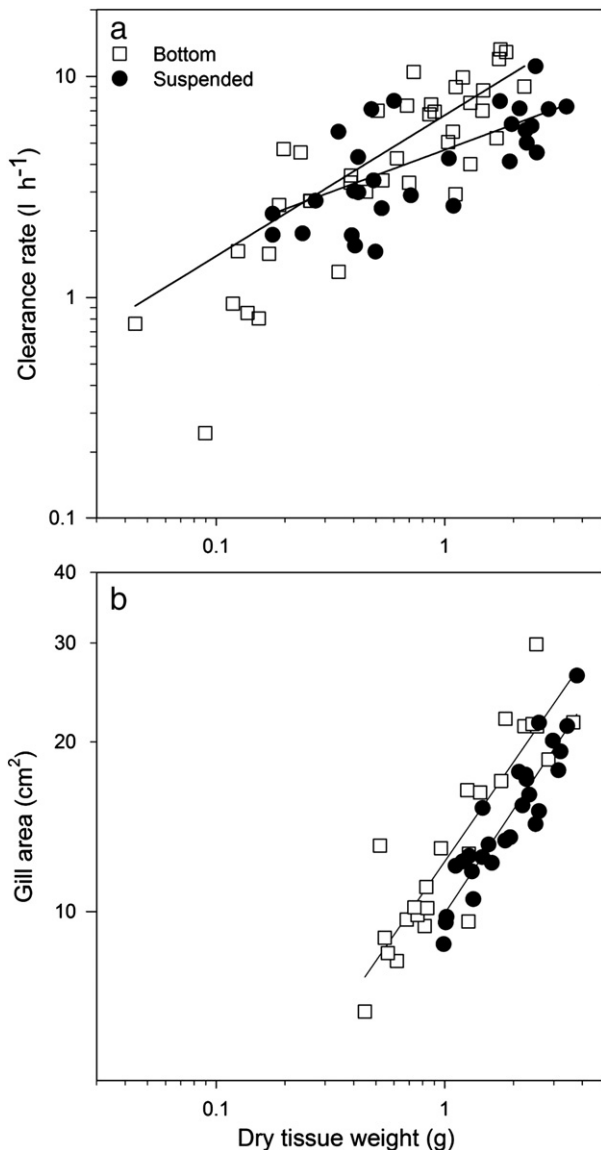 a
Bottom
Suspended
10
1
0.1
Clearance rate (l h⁻¹)
0.1
1
b
40
30
20
10
Gill area (cm²)
0.1
1
Dry tissue weight (g)